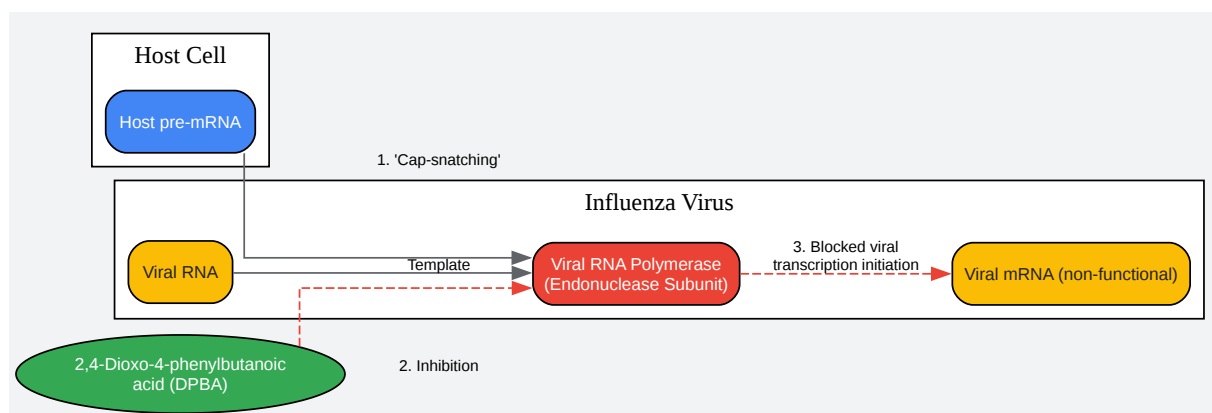 Host Cell
Host pre-mRNA
1. 'Cap-snatching'
Influenza Virus
Viral RNA
Template
Viral RNA Polymerase
(Endonuclease Subunit)
3. Blocked viral
transcription initiation
Viral mRNA (non-functional)
2,4-Dioxo-4-phenylbutanoic
acid (DPBA)
2. Inhibition